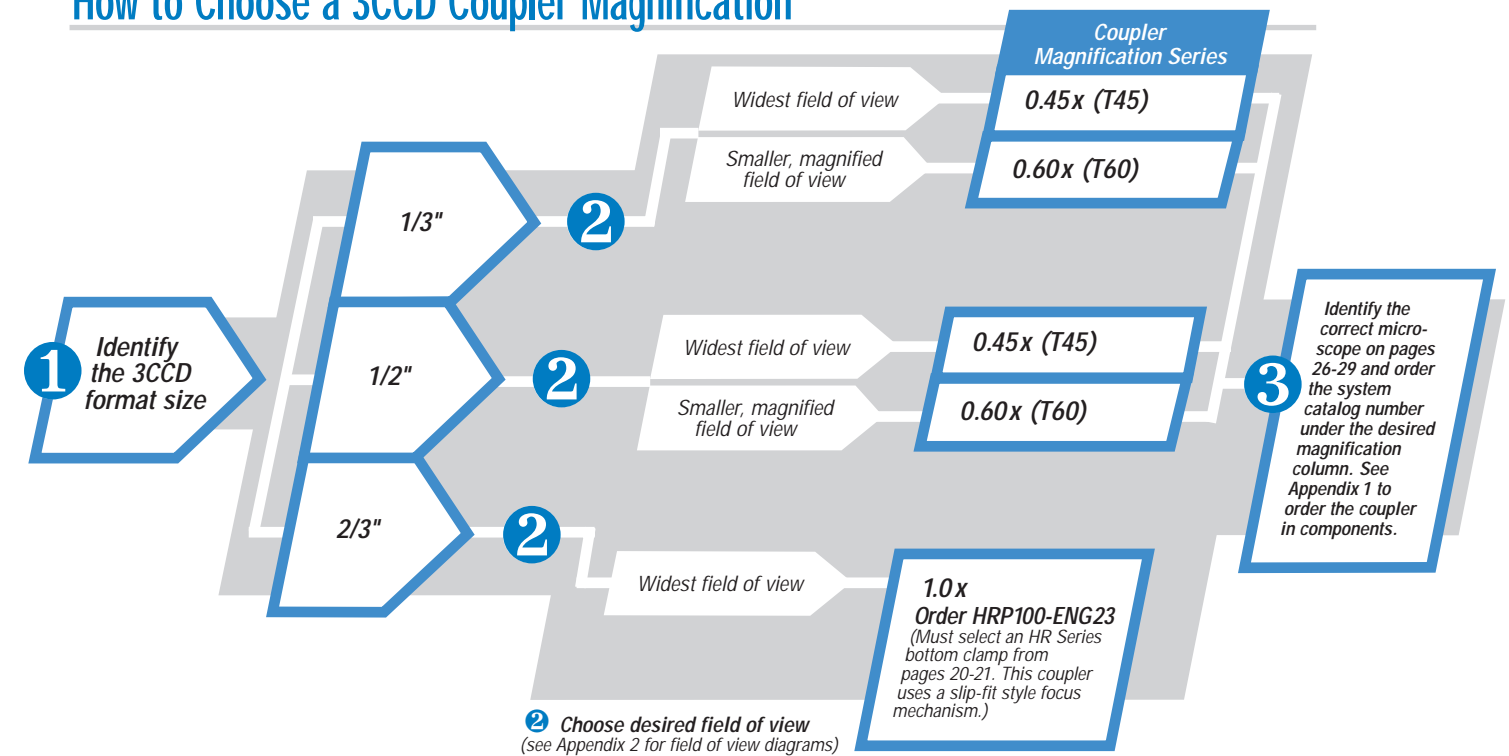 How to Choose a 3CCD Coupler Magnification
Coupler
Magnification Series
Widest field of view
0.45x (T45)
Smaller, magnified
field of view
0.60x (T60)
1/3"
2
1
Identify
the 3CCD
format size
1/2"
2
Widest field of view
0.45x (T45)
Smaller, magnified
field of view
0.60x (T60)
2/3"
2
Widest field of view
1.0x
Order HRP100-ENG23
(Must select an HR Series
bottom clamp from
pages 20-21. This coupler
uses a slip-fit style focus
mechanism.)
3
Identify the
correct micro-
scope on pages
26-29 and order
the system
catalog number
under the desired
magnification
column. See
Appendix 1 to
order the coupler
in components.
2 Choose desired field of view
(see Appendix 2 for field of view diagrams)